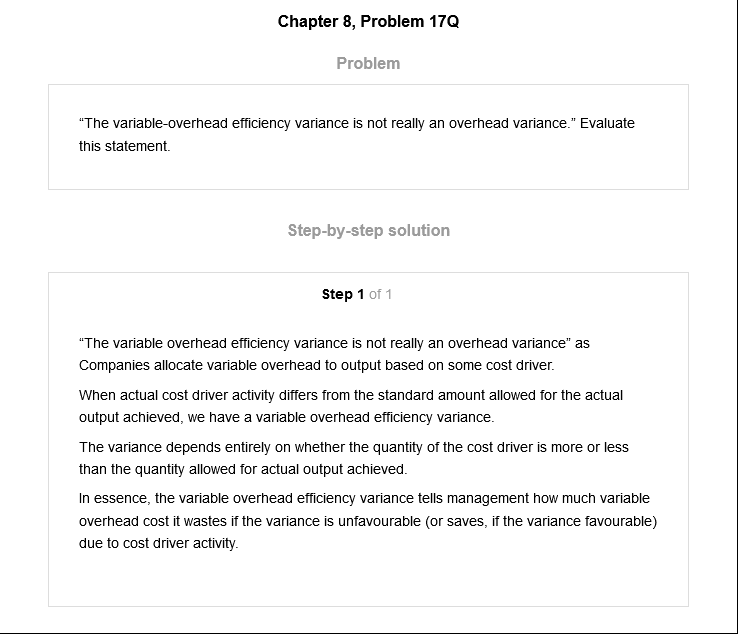 Chapter 8, Problem 17Q
Problem
“The variable-overhead efficiency variance is not really an overhead variance.” Evaluate
this statement.
Step-by-step solution
Step 1 of 1
“The variable overhead efficiency variance is not really an overhead variance” as
Companies allocate variable overhead to output based on some cost driver.
When actual cost driver activity differs from the standard amount allowed for the actual
output achieved, we have a variable overhead efficiency variance.
The variance depends entirely on whether the quantity of the cost driver is more or less
than the quantity allowed for actual output achieved.
In essence, the variable overhead efficiency variance tells management how much variable
overhead cost it wastes if the variance is unfavourable (or saves, if the variance favourable)
due to cost driver activity.